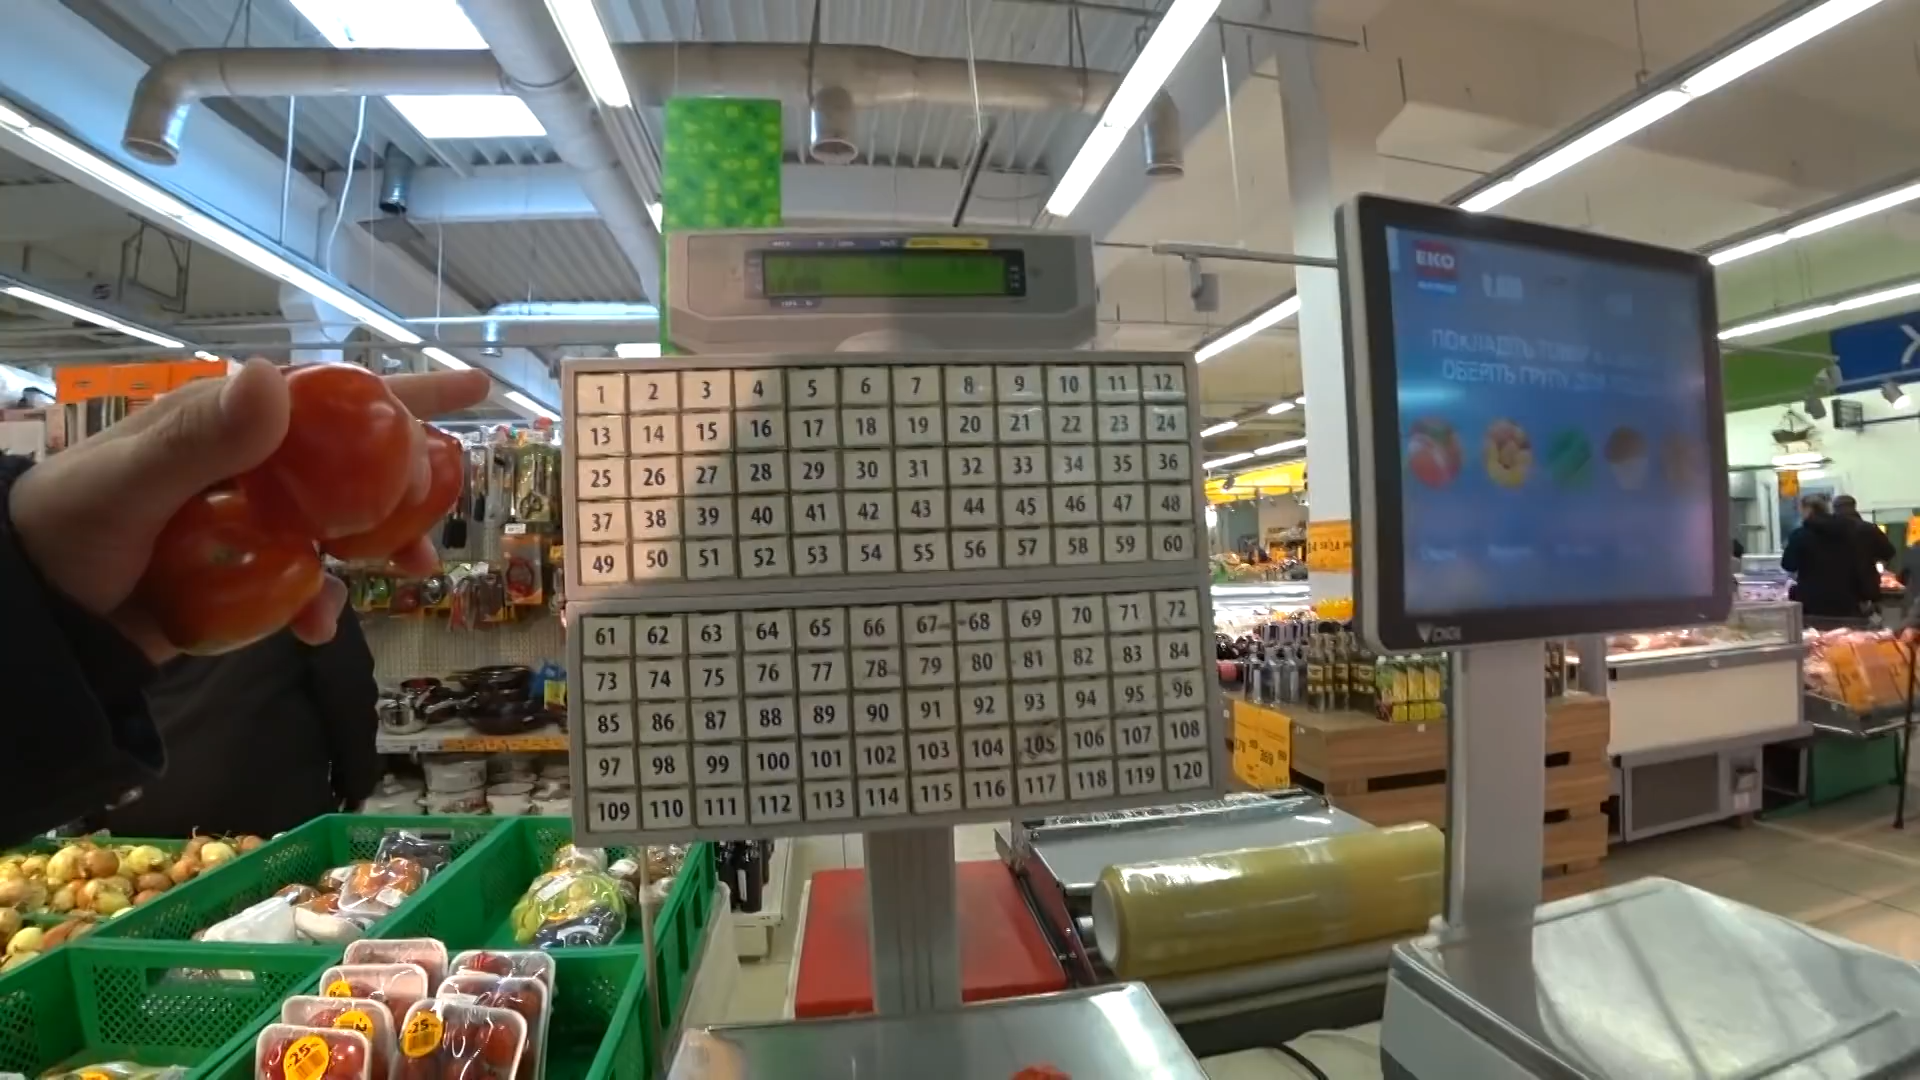 EKO
ПОКЛАДІТЬ ТОВАР
ОБЕРІТЬ ГРУПУ ДЛЯ
1 2 3 4 5 6 7 8 9 10 11 12
13 14 15 16 17 18 19 20 21 22 23 24
25 26 27 28 29 30 31 32 33 34 35 36
37 38 39 40 41 42 43 44 45 46 47 48
49 50 51 52 53 54 55 56 57 58 59 60
61 62 63 64 65 66 67 68 69 70 71 72
73 74 75 76 77 78 79 80 81 82 83 84
85 86 87 88 89 90 91 92 93 94 95 96
97 98 99 100 101 102 103 104 105 106 107 108
109 110 111 112 113 114 115 116 117 118 119 120
DIGI
-25
-25